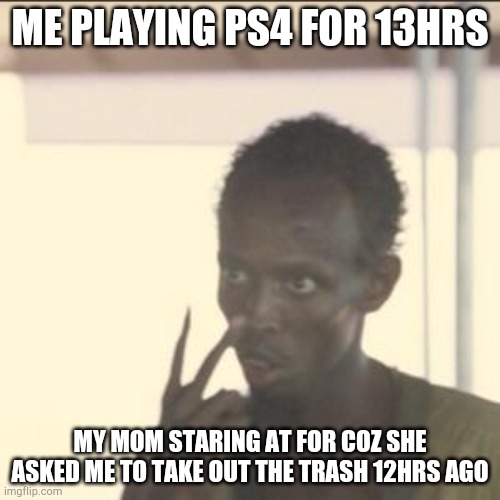 ME PLAYING PS4 FOR 13HRS
MY MOM STARING AT FOR COZ SHE
ASKED ME TO TAKE OUT THE TRASH 12HRS AGO
imgflip.com